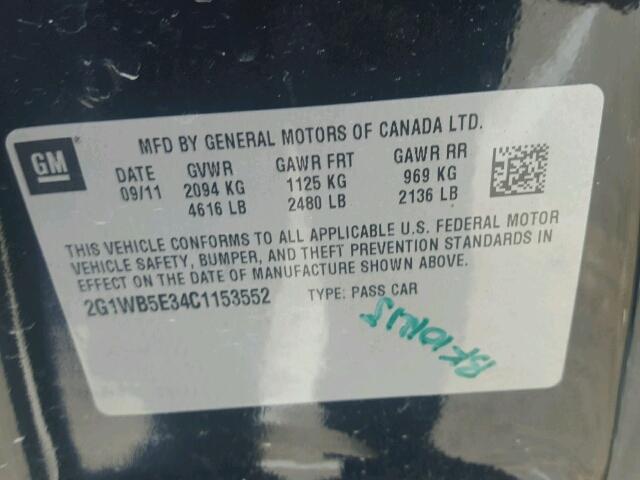 GM
MFD BY GENERAL MOTORS OF CANADA LTD.
DATE GVWR GAWR FRT GAWR RR
09/11 2094 KG 1125 KG 969 KG
4616 LB 2480 LB 2136 LB
THIS VEHICLE CONFORMS TO ALL APPLICABLE U.S. FEDERAL MOTOR
VEHICLE SAFETY, BUMPER, AND THEFT PREVENTION STANDARDS IN
EFFECT ON THE DATE OF MANUFACTURE SHOWN ABOVE.
2G1WB5E34C1153552 TYPE: PASS CAR